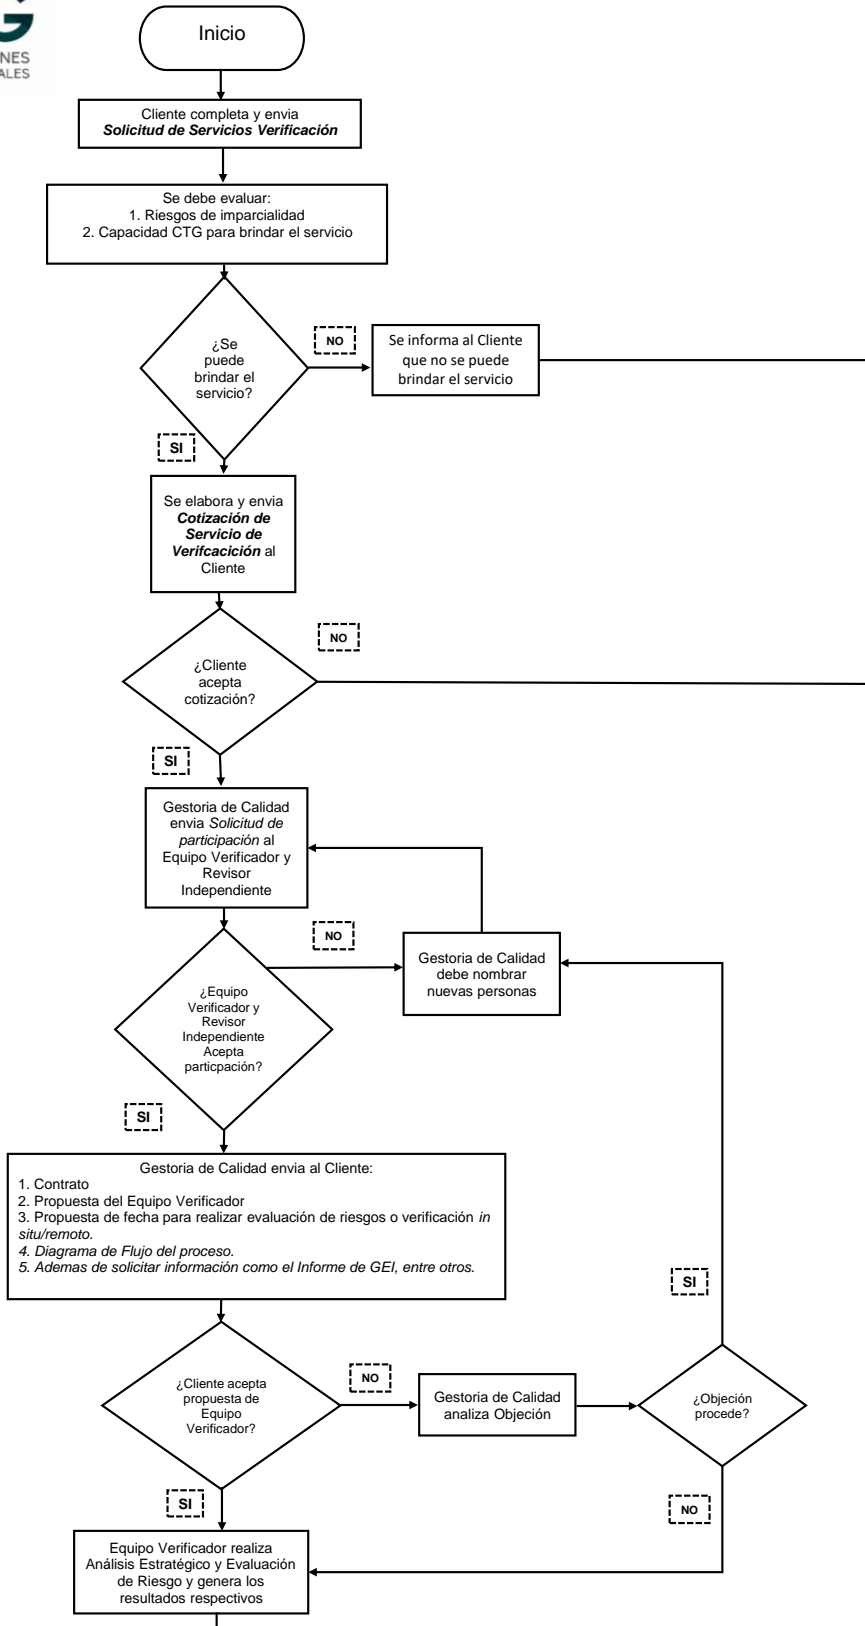 NES
ALES
Inicio
Cliente completa y envia
Solicitud de Servicios Verificación
Se debe evaluar:
1. Riesgos de imparcialidad
2. Capacidad CTG para brindar el servicio
¿Se
puede
brindar el
servicio?
NO
Se informa al Cliente
que no se puede
brindar el servicio
SI
Se elabora y envia
Cotización de
Servicio de
Verifcacición al
Cliente
NO
¿Cliente
acepta
cotización?
SI
Gestoria de Calidad
envia Solicitud de
participación al
Equipo Verificador y
Revisor
Independiente
NO
Gestoria de Calidad
debe nombrar
nuevas personas
¿Equipo
Verificador y
Revisor
Independiente
Acepta
particpación?
SI
Gestoria de Calidad envia al Cliente:
1. Contrato
2. Propuesta del Equipo Verificador
3. Propuesta de fecha para realizar evaluación de riesgos o verificación in
situ/remoto.
4. Diagrama de Flujo del proceso.
5. Ademas de solicitar información como el Informe de GEI, entre otros.
SI
¿Cliente acepta
propuesta de
Equipo
Verificador?
NO
Gestoria de Calidad
analiza Objeción
¿Objeción
procede?
SI
NO
Equipo Verificador realiza
Análisis Estratégico y Evaluación
de Riesgo y genera los
resultados respectivos